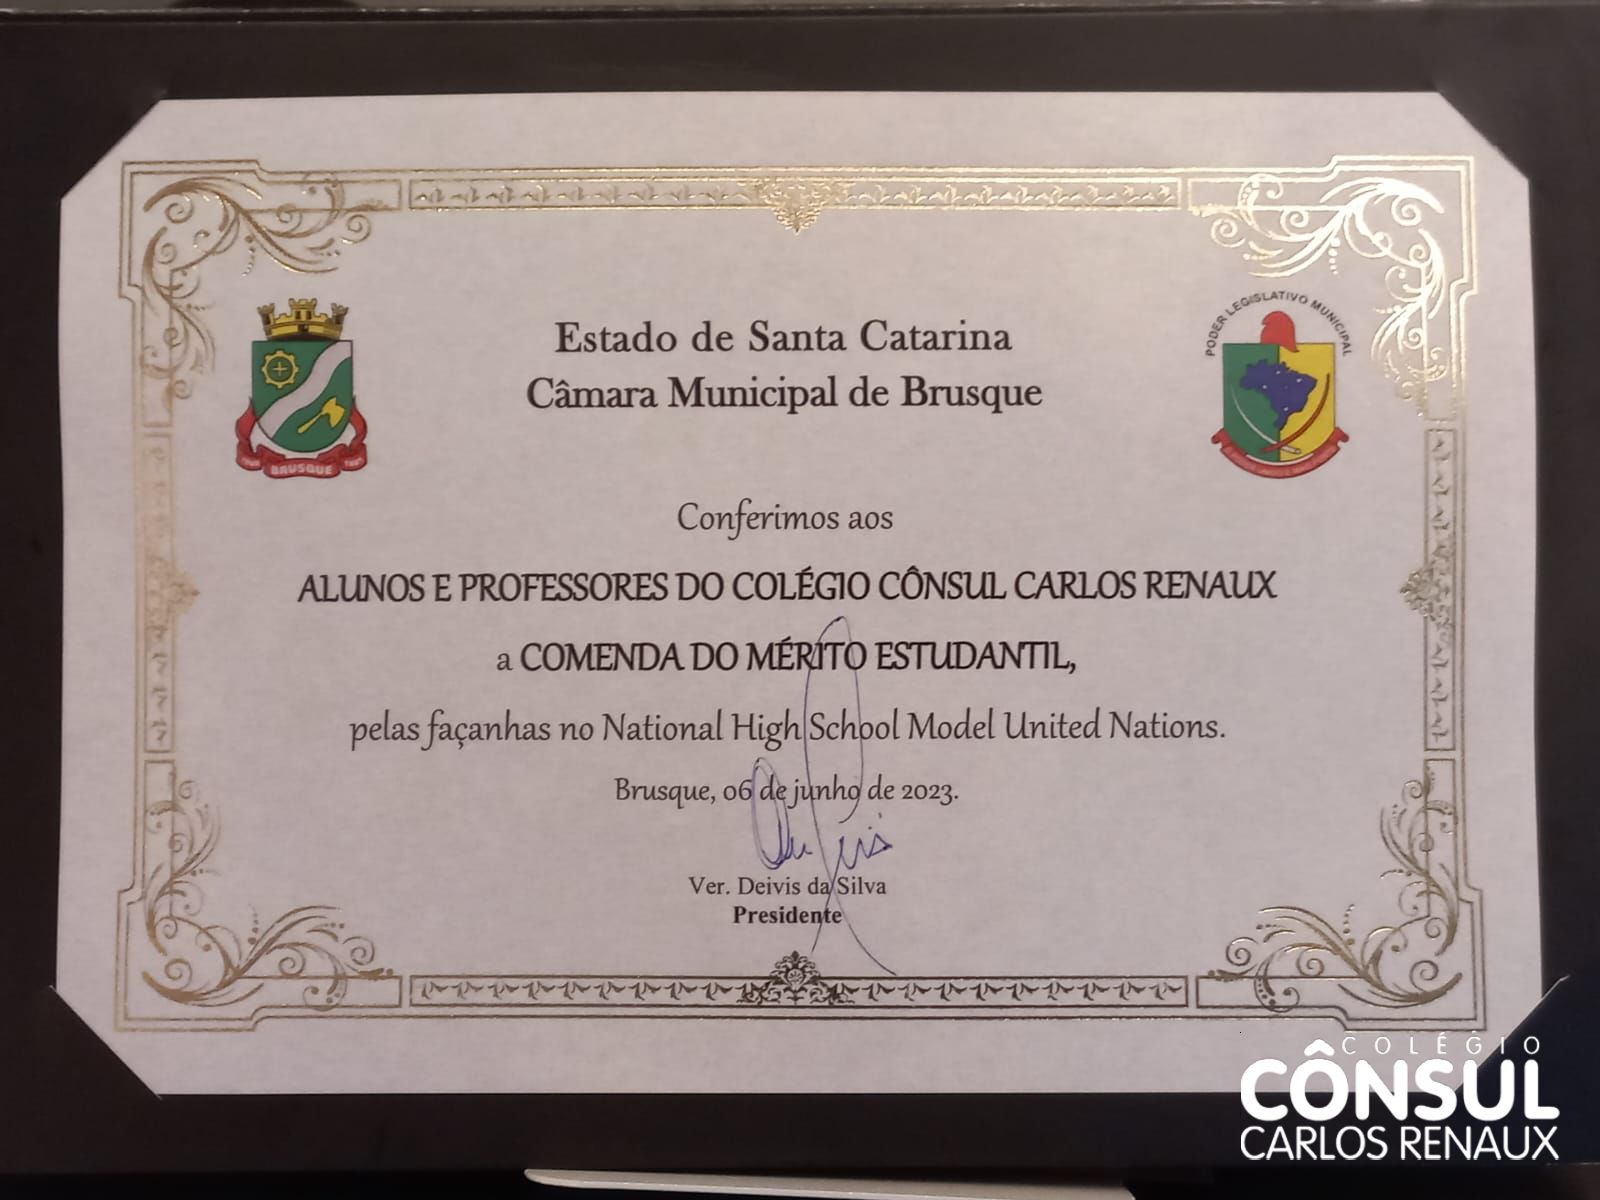 Estado de Santa Catarina
Câmara Municipal de Brusque
PODER LEGISLATIVO MUNICIPAL
BRUSQUE
Conferimos aos
ALUNOS E PROFESSORES DO COLÉGIO CÔNSUL CARLOS RENAUX
a COMENDA DO MÉRITO ESTUDANTIL,
pelas façanhas no National High School Model United Nations.
Brusque, 06 de junho de 2023.
Ver. Deivis da Silva
Presidente
COLÉGIO
CÔNSUL
CARLOS RENAUX